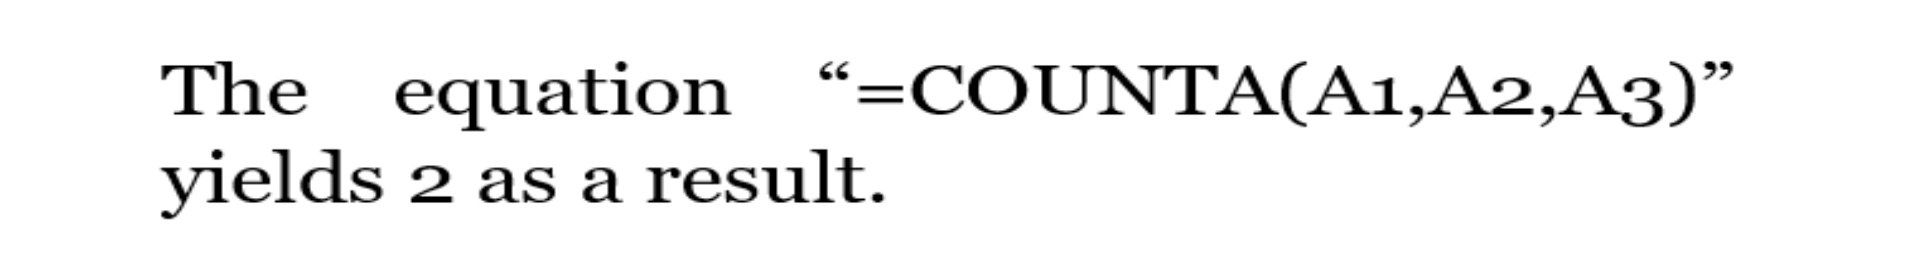 The equation “=COUNTA(A1,A2,A3)”
yields 2 as a result.